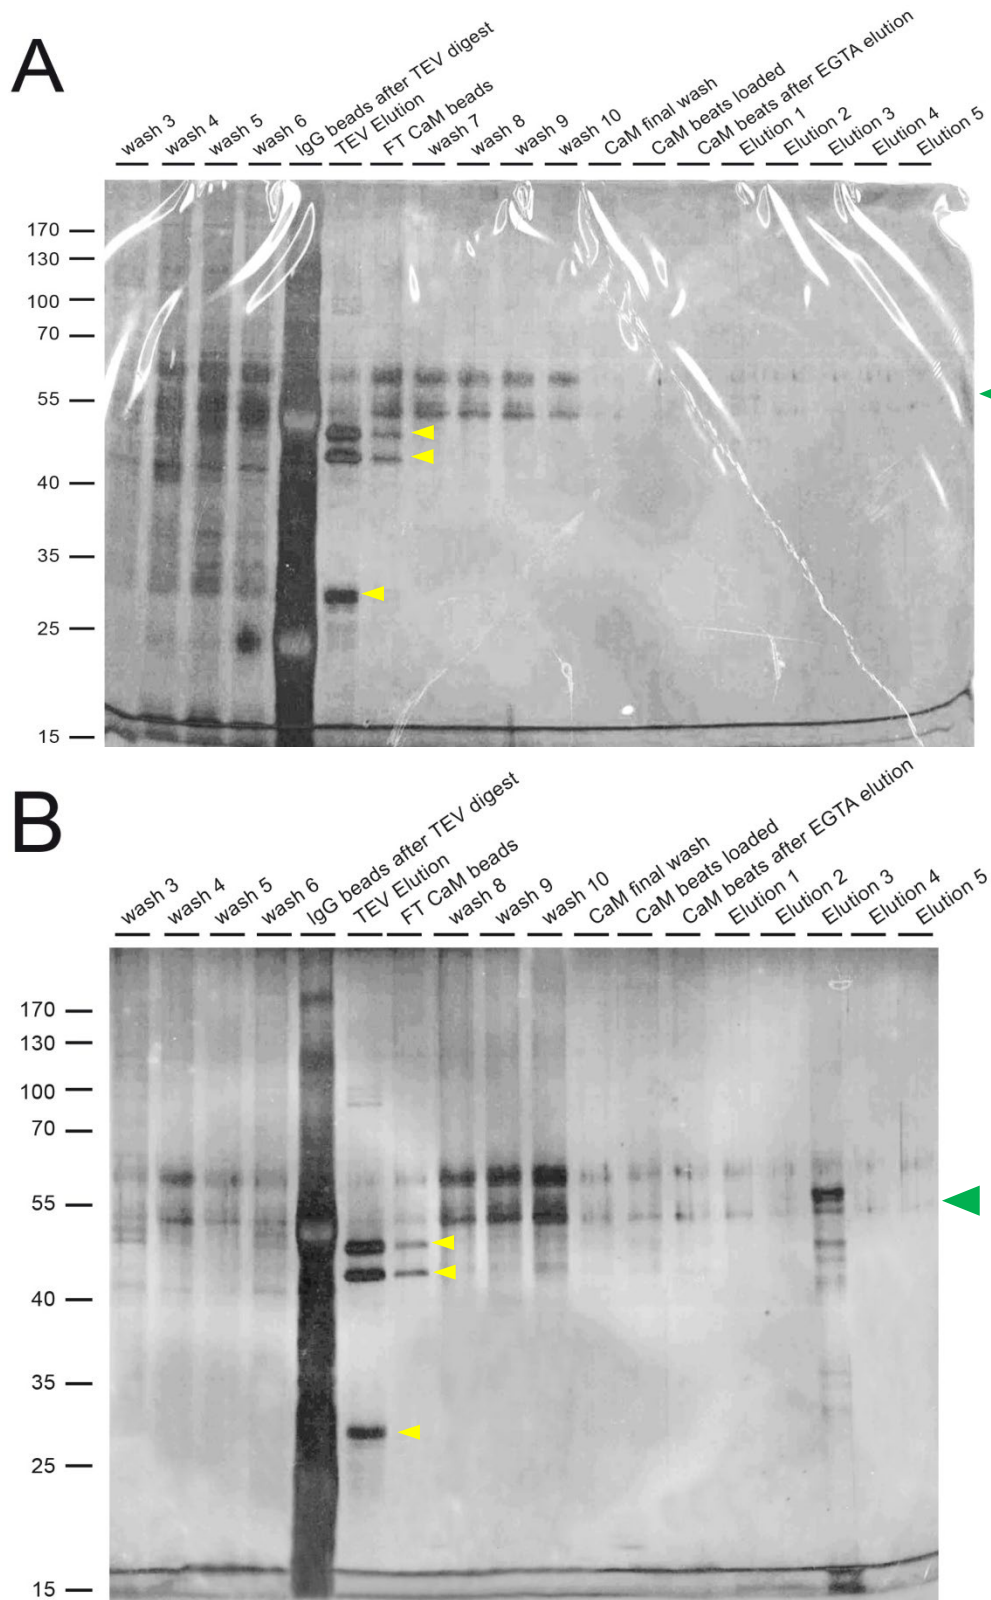 A
wash 3
wash 4
wash 5
wash 6
IgG beads after TEV digest
TEV Elution
FT CaM beads
wash 7
wash 8
wash 9
wash 10
CaM final wash
CaM beats loaded
CaM beats after EGTA elution
Elution 1
Elution 2
Elution 3
Elution 4
Elution 5
170
130
100
70
55
40
35
25
15
B
wash 3
wash 4
wash 5
wash 6
IgG beads after TEV digest
TEV Elution
FT CaM beads
wash 8
wash 9
wash 10
CaM final wash
CaM beats loaded
CaM beats after EGTA elution
Elution 1
Elution 2
Elution 3
Elution 4
Elution 5
170
130
100
70
55
40
35
25
15